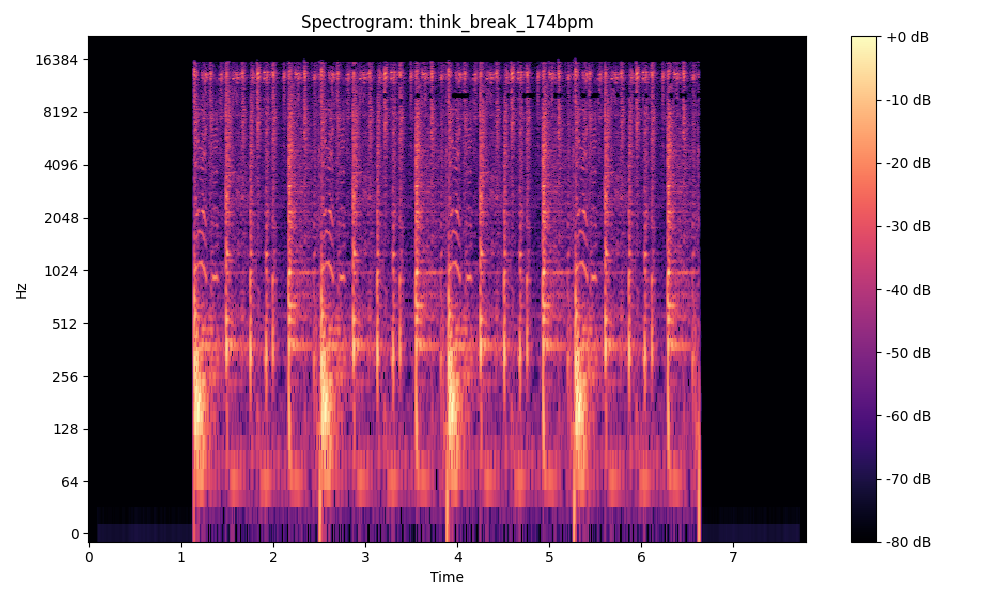 Spectrogram: think_break_174bpm
16384
8192
4096
2048
1024
512
256
128
64
0
Hz
0 1 2 3 4 5 6 7
Time
+0 dB
-10 dB
-20 dB
-30 dB
-40 dB
-50 dB
-60 dB
-70 dB
-80 dB